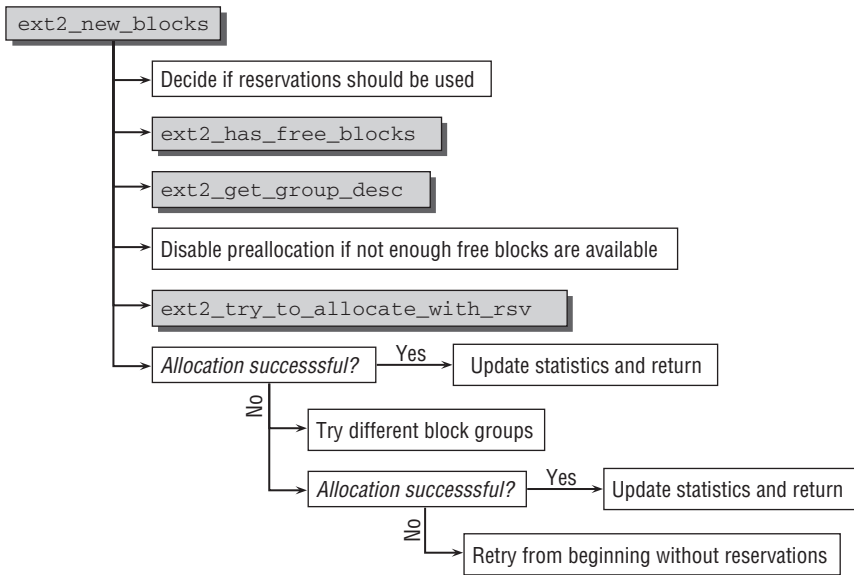 ext2_new_blocks
Decide if reservations should be used
ext2_has_free_blocks
ext2_get_group_desc
Disable preallocation if not enough free blocks are available
ext2_try_to_allocate_with_rsv
Allocation successsful?
Yes
Update statistics and return
No
Try different block groups
Allocation successsful?
Yes
Update statistics and return
No
Retry from beginning without reservations